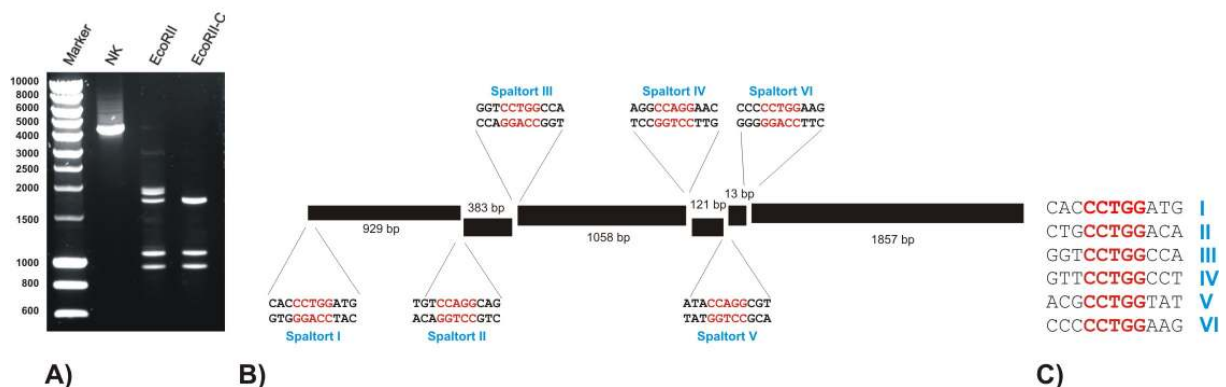 Marker
NK
EcoRII
EcoRII-C
10000
8000
6000
5000
4000
3000
2500
2000
1500
1000
800
600
A)
Spaltort III
GGTCCTGGCCA
CCAGGACCGGT
Spaltort IV
AGGCCAGGAAC
TCCGGTCCTTG
Spaltort VI
CCCCCTGGAAG
GGGGGACCTTC
929 bp
383 bp
1058 bp
121 bp
13 bp
1857 bp
CACCCTGGATG
GTGGGACCTAC
Spaltort I
TGTCCAGGCAG
ACAGGTCCGTC
Spaltort II
ATACCAGGCGT
TATGGTCCGCA
Spaltort V
B)
CACCCTGGATG I
CTGCCTGGACA II
GGTCCTGGCCA III
GTTCCTGGCCT IV
ACGCCTGGTAT V
CCCCCTGGAAG VI
C)